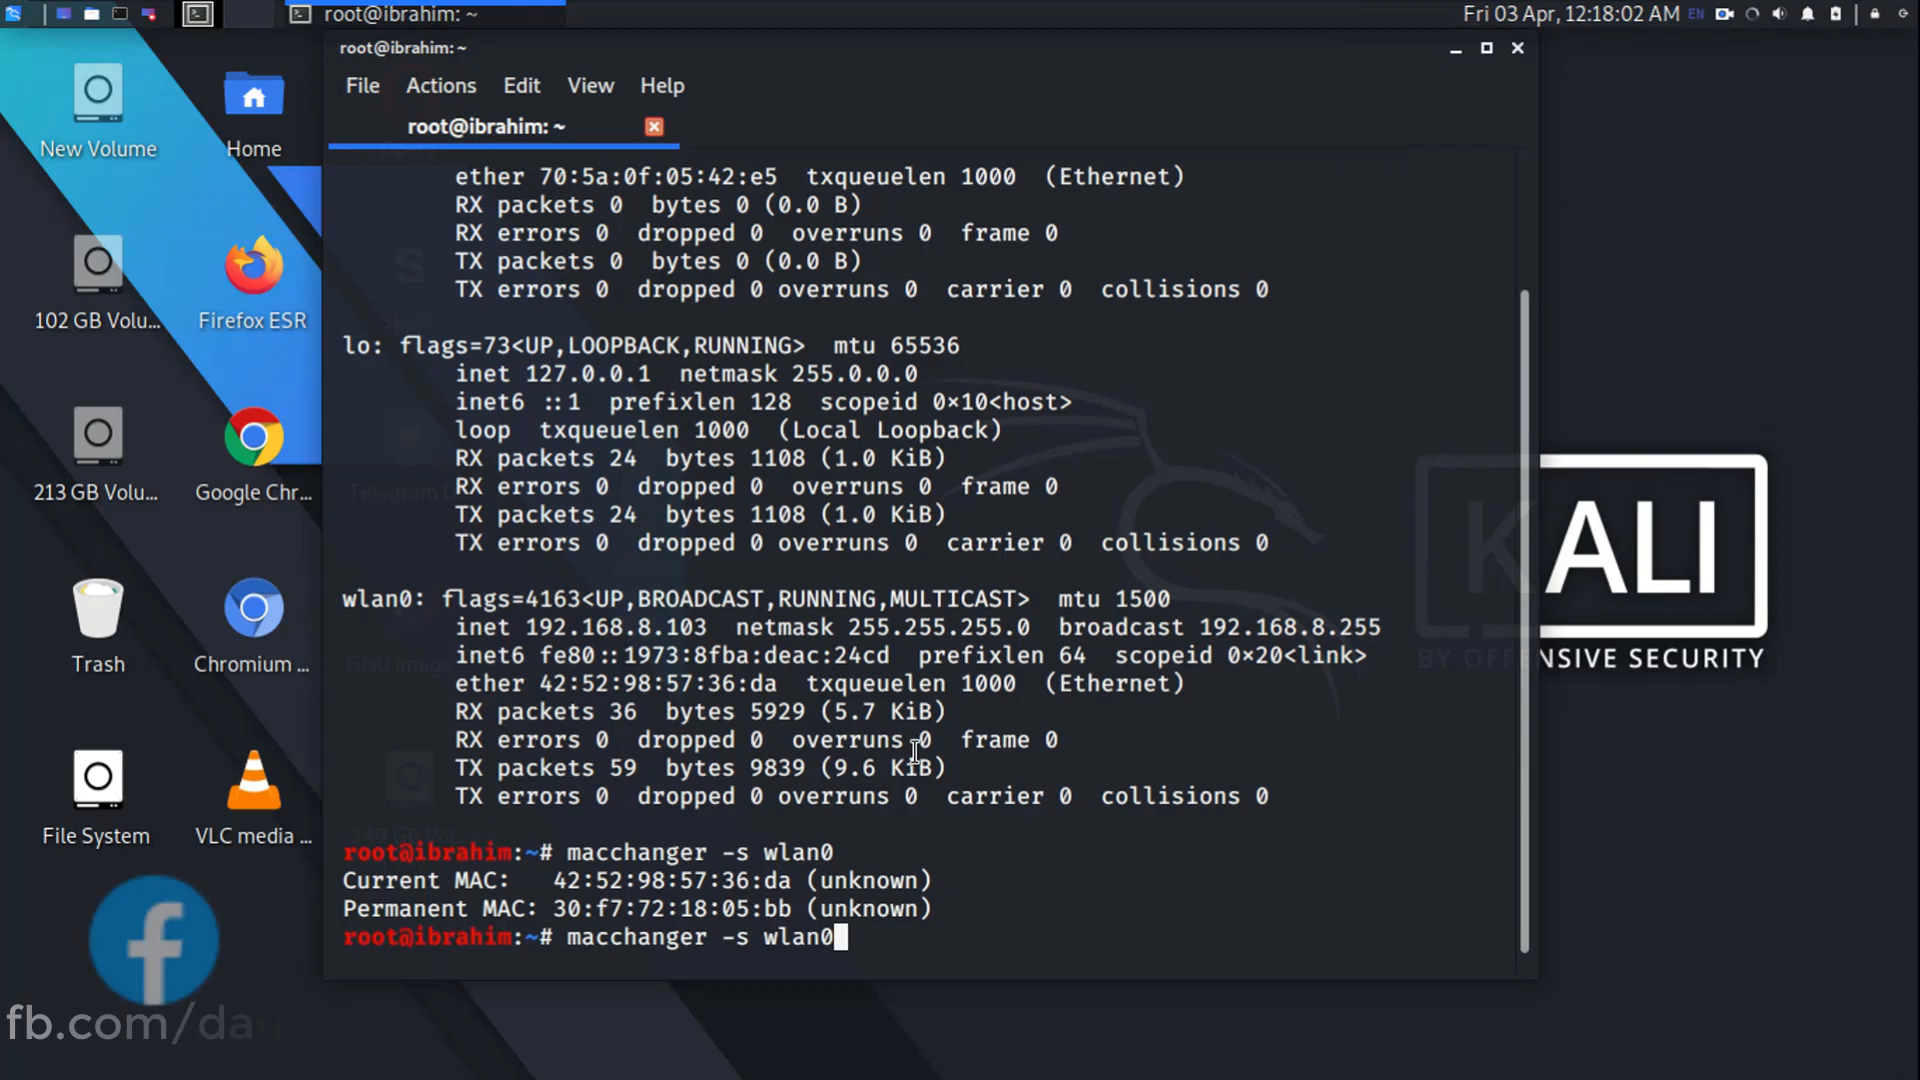 root@ibrahim: ~
Fri 03 Apr, 12:18:02 AM EN
root@ibrahim: ~
File Actions Edit View Help
root@ibrahim: ~
New Volume
Home
102 GB Volu...
Firefox ESR
213 GB Volu...
Google Chr...
Trash
Chromium ...
File System
VLC media ...
ether 70:5a:0f:05:42:e5 txqueuelen 1000 (Ethernet)
RX packets 0 bytes 0 (0.0 B)
RX errors 0 dropped 0 overruns 0 frame 0
TX packets 0 bytes 0 (0.0 B)
TX errors 0 dropped 0 overruns 0 carrier 0 collisions 0
lo: flags=73<UP,LOOPBACK,RUNNING> mtu 65536
inet 127.0.0.1 netmask 255.0.0.0
inet6 ::1 prefixlen 128 scopeid 0×10<host>
loop txqueuelen 1000 (Local Loopback)
RX packets 24 bytes 1108 (1.0 KiB)
RX errors 0 dropped 0 overruns 0 frame 0
TX packets 24 bytes 1108 (1.0 KiB)
TX errors 0 dropped 0 overruns 0 carrier 0 collisions 0
wlan0: flags=4163<UP,BROADCAST,RUNNING,MULTICAST> mtu 1500
inet 192.168.8.103 netmask 255.255.255.0 broadcast 192.168.8.255
inet6 fe80::1973:8fba:deac:24cd prefixlen 64 scopeid 0×20<link>
ether 42:52:98:57:36:da txqueuelen 1000 (Ethernet)
RX packets 36 bytes 5929 (5.7 KiB)
RX errors 0 dropped 0 overruns 0 frame 0
TX packets 59 bytes 9839 (9.6 KiB)
TX errors 0 dropped 0 overruns 0 carrier 0 collisions 0
root@ibrahim:~# macchanger -s wlan0
Current MAC: 42:52:98:57:36:da (unknown)
Permanent MAC: 30:f7:72:18:05:bb (unknown)
root@ibrahim:~# macchanger -s wlan0
KALI
BY OFFENSIVE SECURITY
fb.com/da